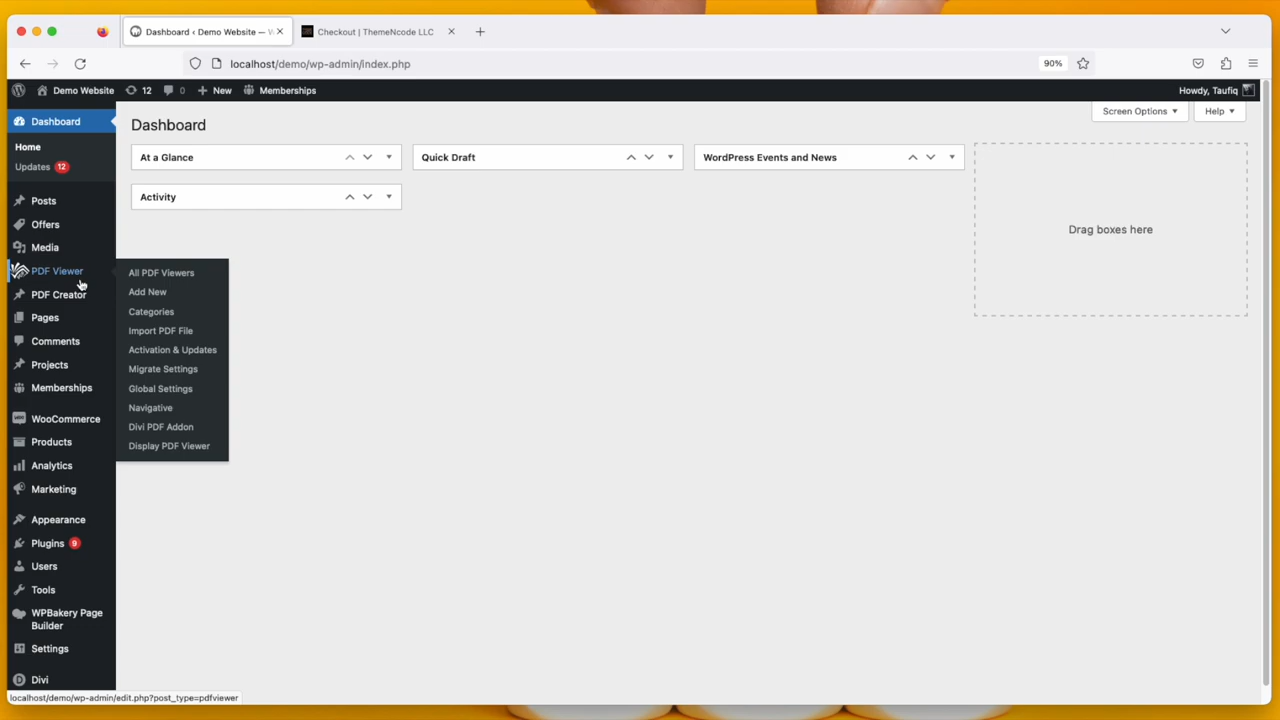 Dashboard ‹ Demo Website — W
Checkout | ThemeNcode LLC
localhost/demo/wp-admin/index.php
90%
Demo Website
12
0
New
Memberships
Howdy, Taufiq
Dashboard
Home
Updates 12
Posts
Offers
Media
PDF Viewer
PDF Creator
Pages
Comments
Projects
Memberships
WooCommerce
Products
Analytics
Marketing
Appearance
Plugins 9
Users
Tools
WPBakery Page
Builder
Settings
Divi
All PDF Viewers
Add New
Categories
Import PDF File
Activation & Updates
Migrate Settings
Global Settings
Navigative
Divi PDF Addon
Display PDF Viewer
Screen Options
Help
Dashboard
At a Glance
Quick Draft
WordPress Events and News
Activity
Drag boxes here
localhost/demo/wp-admin/edit.php?post_type=pdfviewer